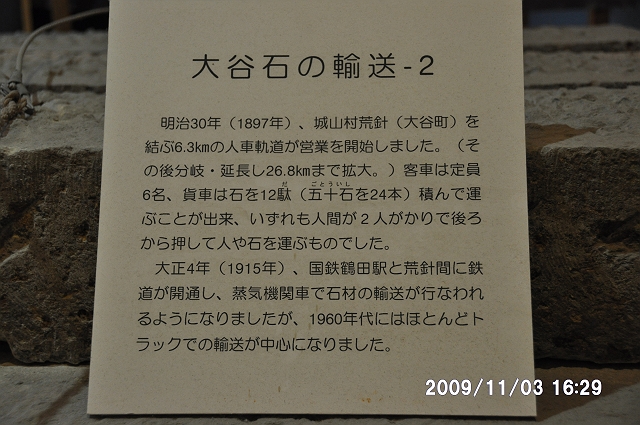 大谷石の輸送-2
明治30年（1897年）、城山村荒針（大谷町）を
結ぶ6.3kmの人車軌道が営業を開始しました。（そ
の後分岐・延長し26.8kmまで拡大。）客車は定員
6名、貨車は石を12駄（五十石を24本）積んで運
ぶことが出来、いずれも人間が２人がかりで後ろ
から押して人や石を運ぶものでした。
大正4年（1915年）、国鉄鶴田駅と荒針間に鉄
道が開通し、蒸気機関車で石材の輸送が行なわれ
るようになりましたが、1960年代にはほとんどト
ラックでの輸送が中心になりました。
2009/11/03 16:29